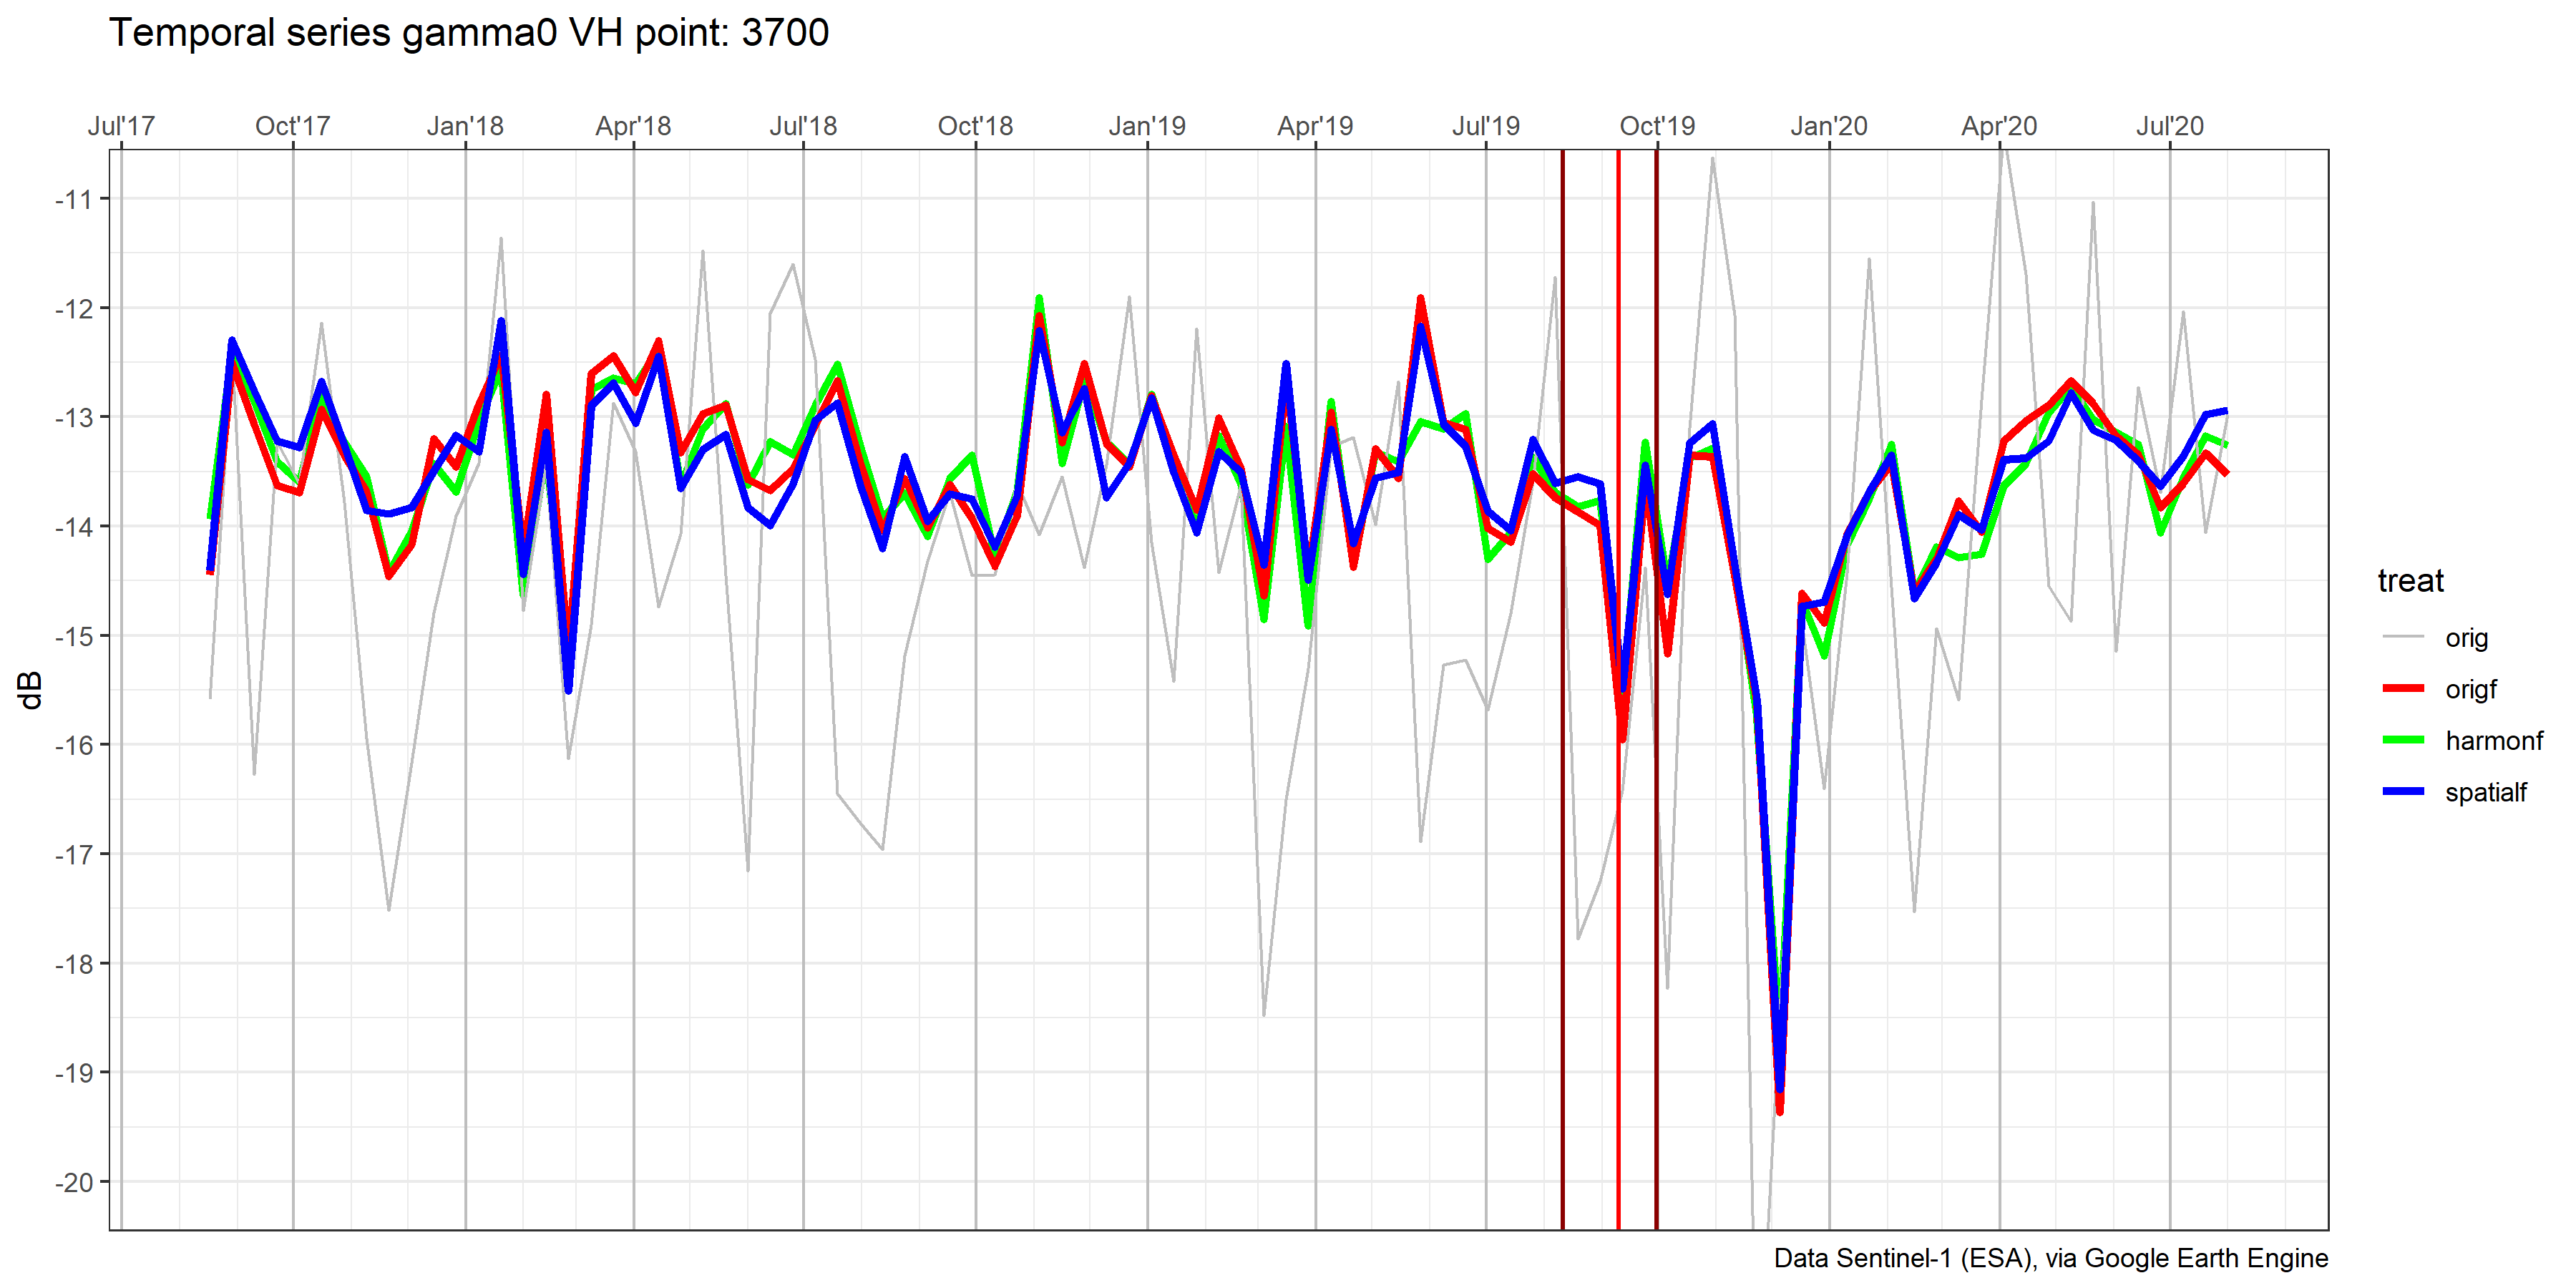 Temporal series gamma0 VH point: 3700
Jul'17 Oct'17 Jan'18 Apr'18 Jul'18 Oct'18 Jan'19 Apr'19 Jul'19 Oct'19 Jan'20 Apr'20 Jul'20
-11
-12
-13
-14
-15
-16
-17
-18
-19
-20
dB
treat
orig
origf
harmonf
spatialf
Data Sentinel-1 (ESA), via Google Earth Engine